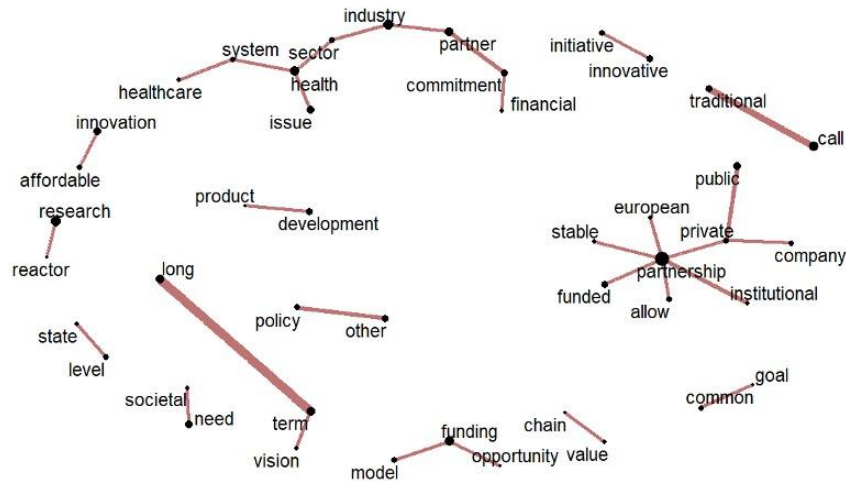 industry
initiative
system
sector
partner
innovative
healthcare
health
commitment
financial
traditional
innovation
issue
call
affordable
public
product
european
research
development
stable
private
reactor
long
partnership
company
funded
institutional
allow
policy
other
state
level
goal
societal
common
need
term
chain
funding
vision
model
opportunity
value